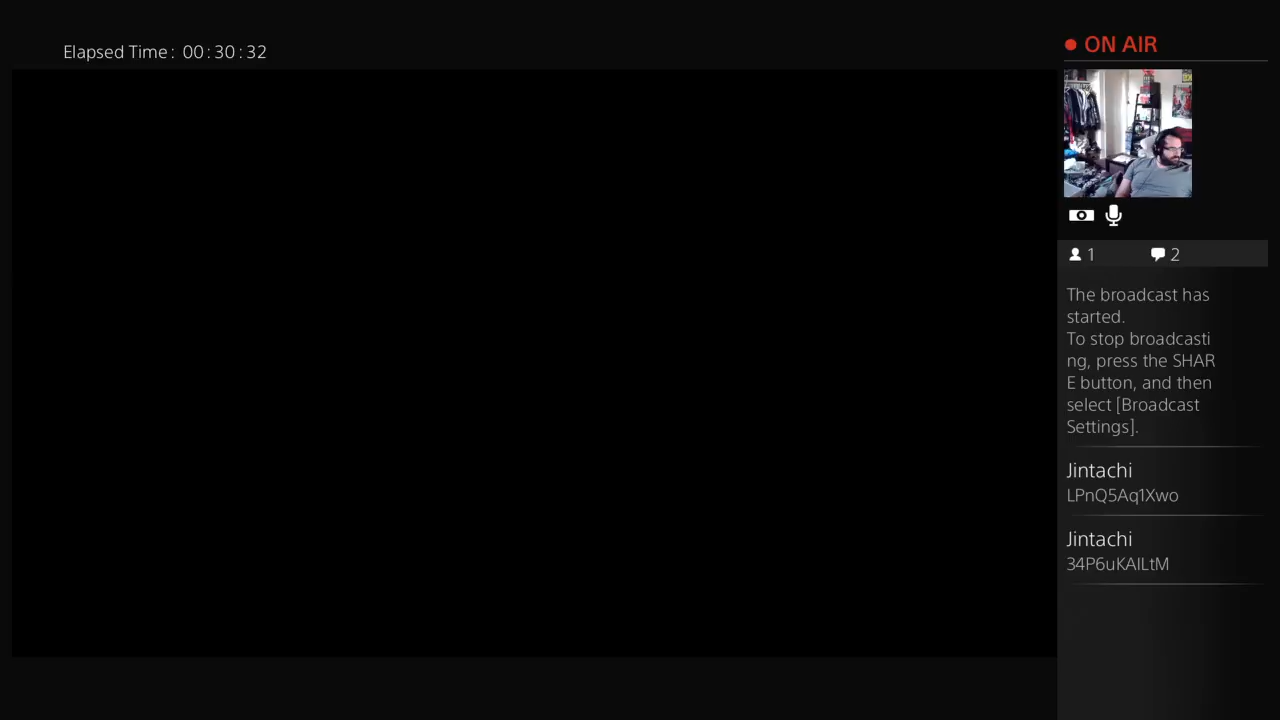 Elapsed Time: 00:30:32
ON AIR
1 2
The broadcast has
started.
To stop broadcasti
ng, press the SHAR
E button, and then
select [Broadcast
Settings].
Jintachi
LPnQ5Aq1Xwo
Jintachi
34P6uKAILtM